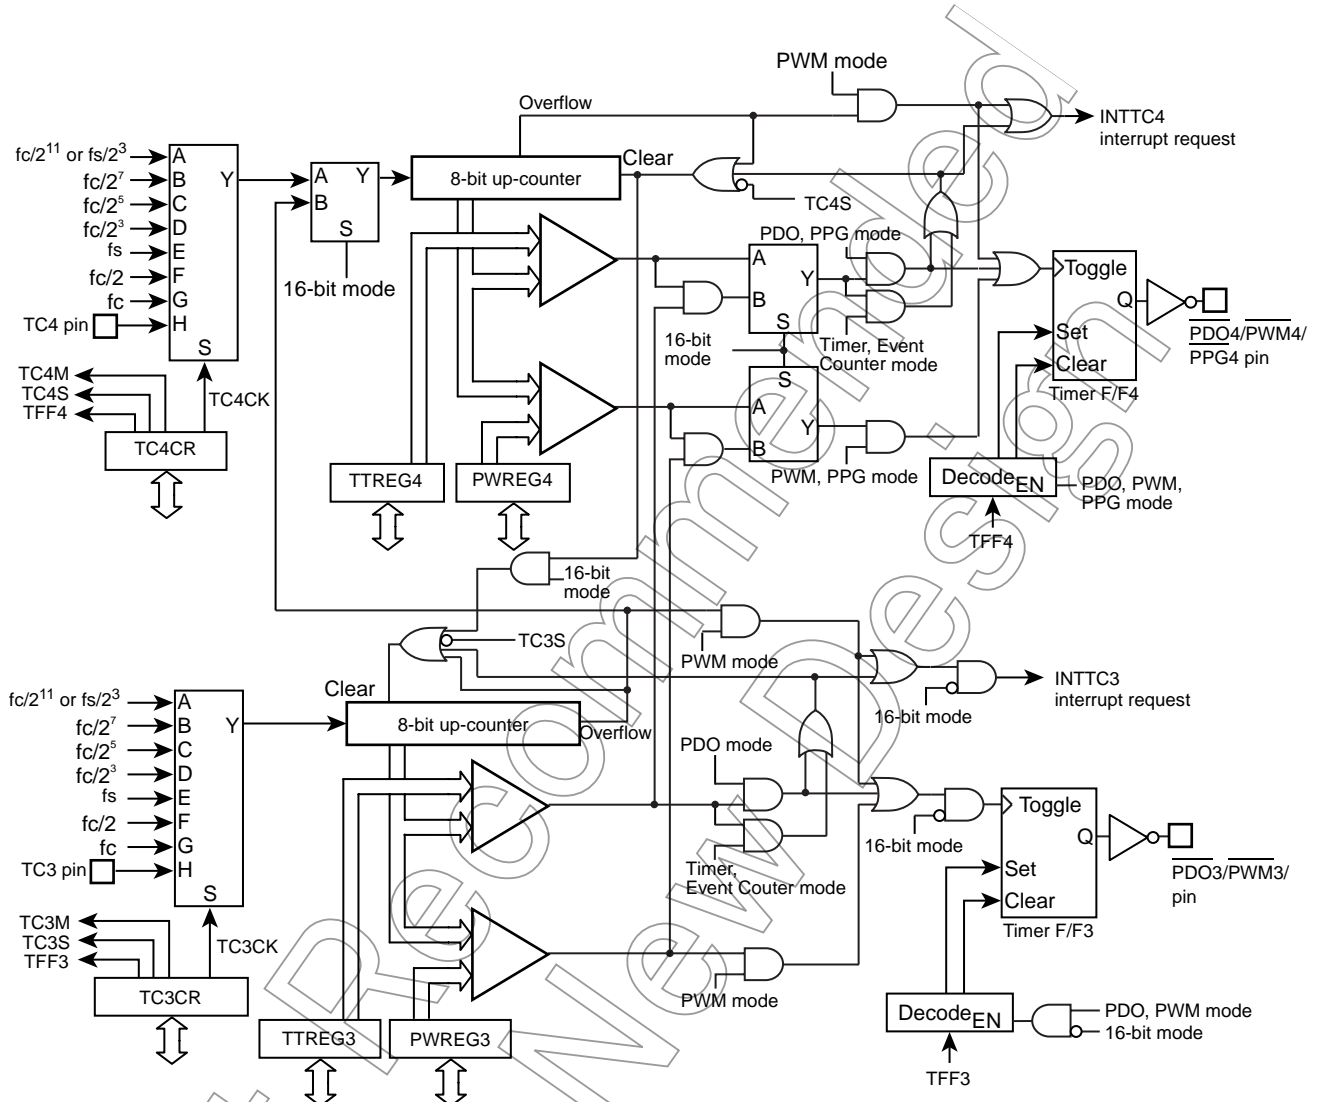 PWM mode
Overflow
INTTC4
interrupt request
fc/2¹¹ or fs/2³
fc/2⁷
fc/2⁵
fc/2³
fs
fc/2
fc
TC4 pin
A
B
C
D
E
F
G
H
Y
S
A
B
Y
S
16-bit mode
8-bit up-counter
Clear
TC4S
PDO, PPG mode
A
B
Y
S
16-bit
mode
Timer, Event
Counter mode
S
A
B
Y
PWM, PPG mode
Toggle
Q
Set
Clear
Timer F/F4
PDO4/PWM4/
PPG4 pin
TC4M
TC4S
TFF4
TC4CK
TC4CR
TTREG4
PWREG4
Decode EN
PDO, PWM,
PPG mode
TFF4
16-bit
mode
TC3S
PWM mode
INTTC3
interrupt request
16-bit mode
fc/2¹¹ or fs/2³
fc/2⁷
fc/2⁵
fc/2³
fs
fc/2
fc
TC3 pin
A
B
C
D
E
F
G
H
Y
S
Clear
8-bit up-counter
Overflow
PDO mode
Timer,
Event Couter mode
16-bit mode
Toggle
Q
Set
Clear
Timer F/F3
PDO3/PWM3/
pin
TC3M
TC3S
TFF3
TC3CK
TC3CR
TTREG3
PWREG3
PWM mode
Decode EN
PDO, PWM mode
16-bit mode
TFF3
Recommended
New Design